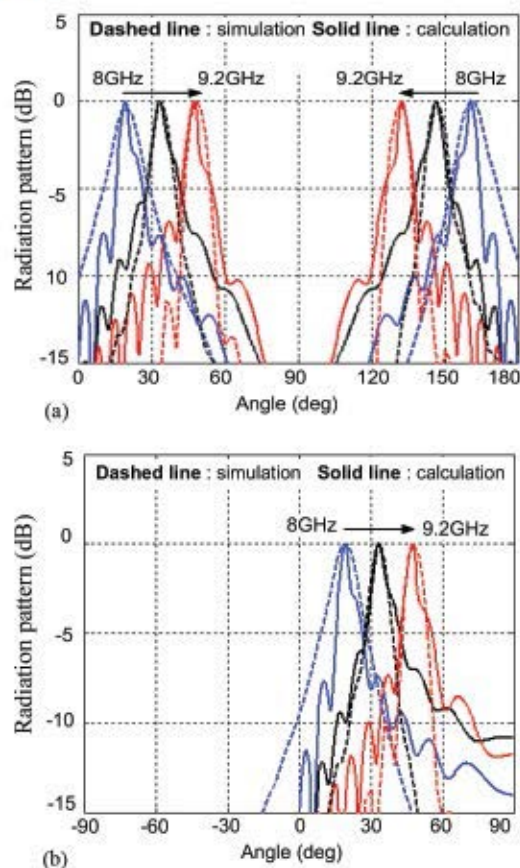 5
Dashed line : simulation Solid line : calculation
8GHz 9.2GHz 9.2GHz 8GHz
0
-5
10
-15
Radiation pattern (dB)
0 30 60 90 120 150 180
Angle (deg)
(a)
5
Dashed line : simulation Solid line : calculation
8GHz 9.2GHz
0
-5
-10
-15
Radiation pattern (dB)
-90 -60 -30 0 30 60 90
Angle (deg)
(b)